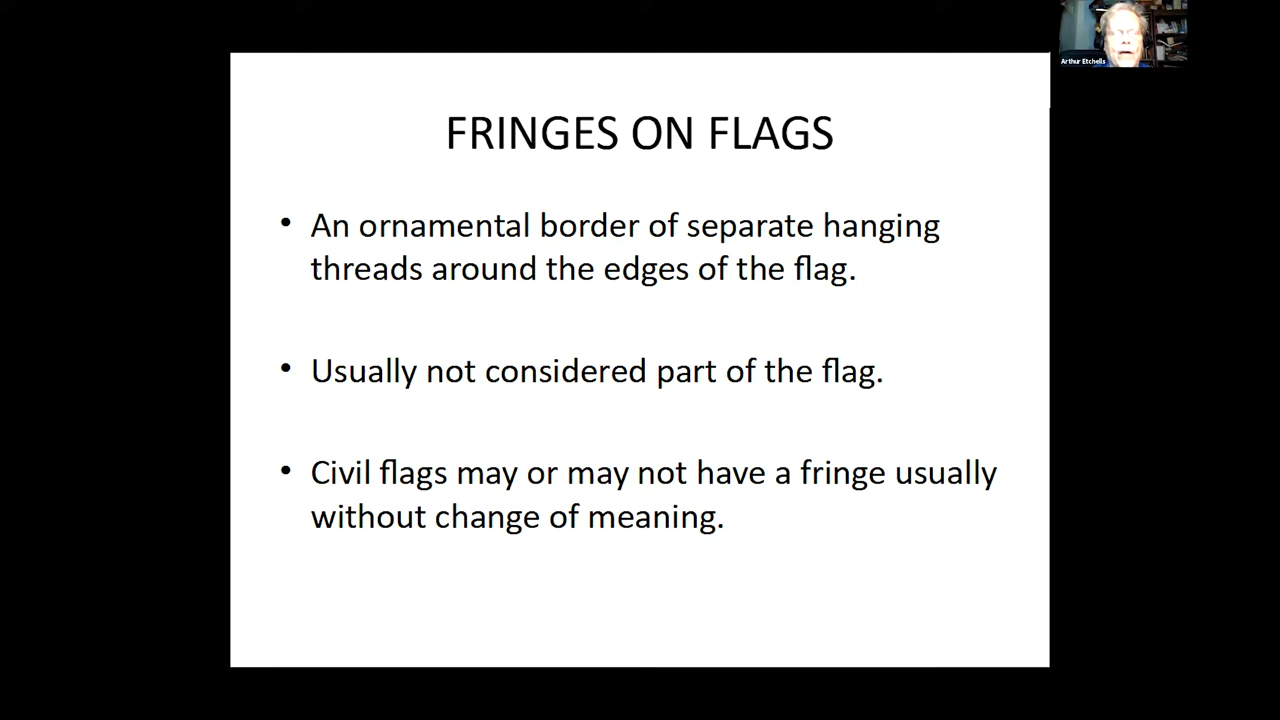 Arthur Etchells
FRINGES ON FLAGS
• An ornamental border of separate hanging
threads around the edges of the flag.
• Usually not considered part of the flag.
• Civil flags may or may not have a fringe usually
without change of meaning.